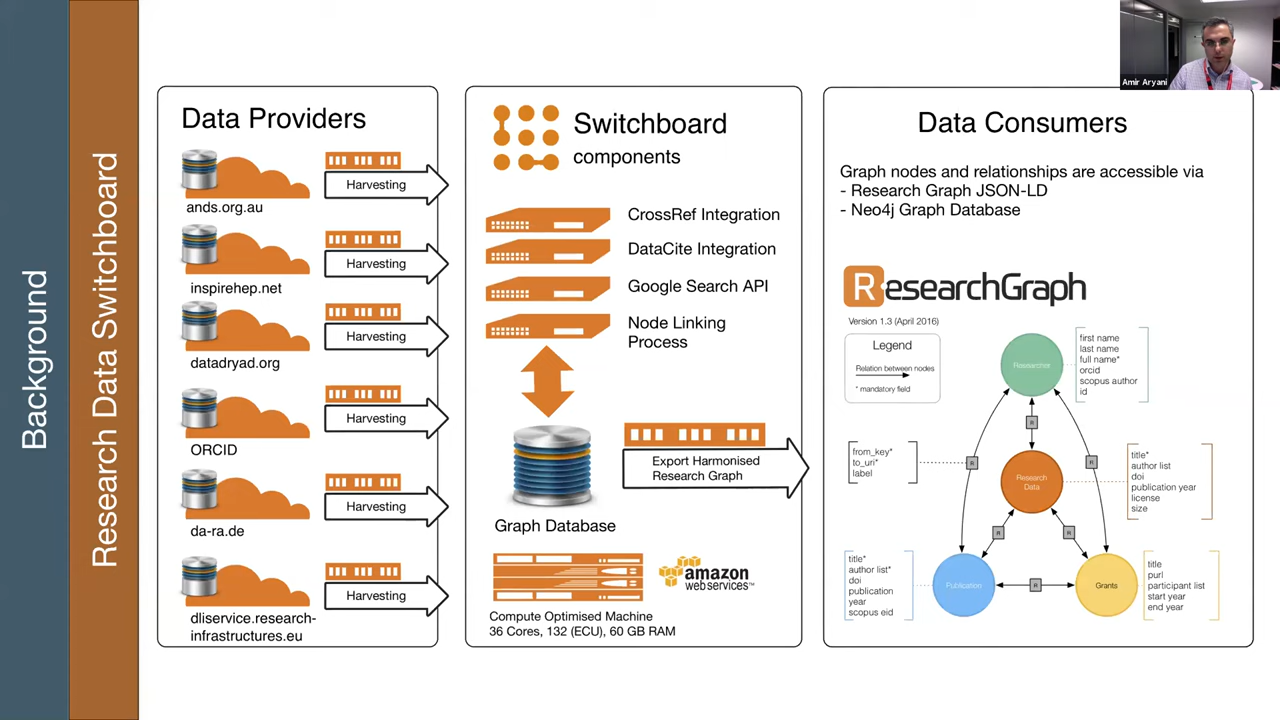 Background
Research Data Switchboard
Data Providers
ands.org.au
Harvesting
inspirehep.net
Harvesting
datadryad.org
Harvesting
ORCID
Harvesting
da-ra.de
Harvesting
dliservice.research-
infrastructures.eu
Harvesting
Switchboard
components
CrossRef Integration
DataCite Integration
Google Search API
Node Linking
Process
Graph Database
Export Harmonised
Research Graph
amazon
webservices™
Compute Optimised Machine
36 Cores, 132 (ECU), 60 GB RAM
Data Consumers
Graph nodes and relationships are accessible via
- Research Graph JSON-LD
- Neo4j Graph Database
ResearchGraph
Version 1.3 (April 2016)
Legend
Relation between nodes
* mandatory field
Researcher
first name
last name
full name*
orcid
scopus author
id
R
from_key*
to_uri*
label
R
R
Research
Data
title*
author list
doi
publication year
license
size
R
R
title*
author list*
doi
publication
year
scopus eid
Publication
R
Grants
title
purl
participant list
start year
end year
Amir Aryani